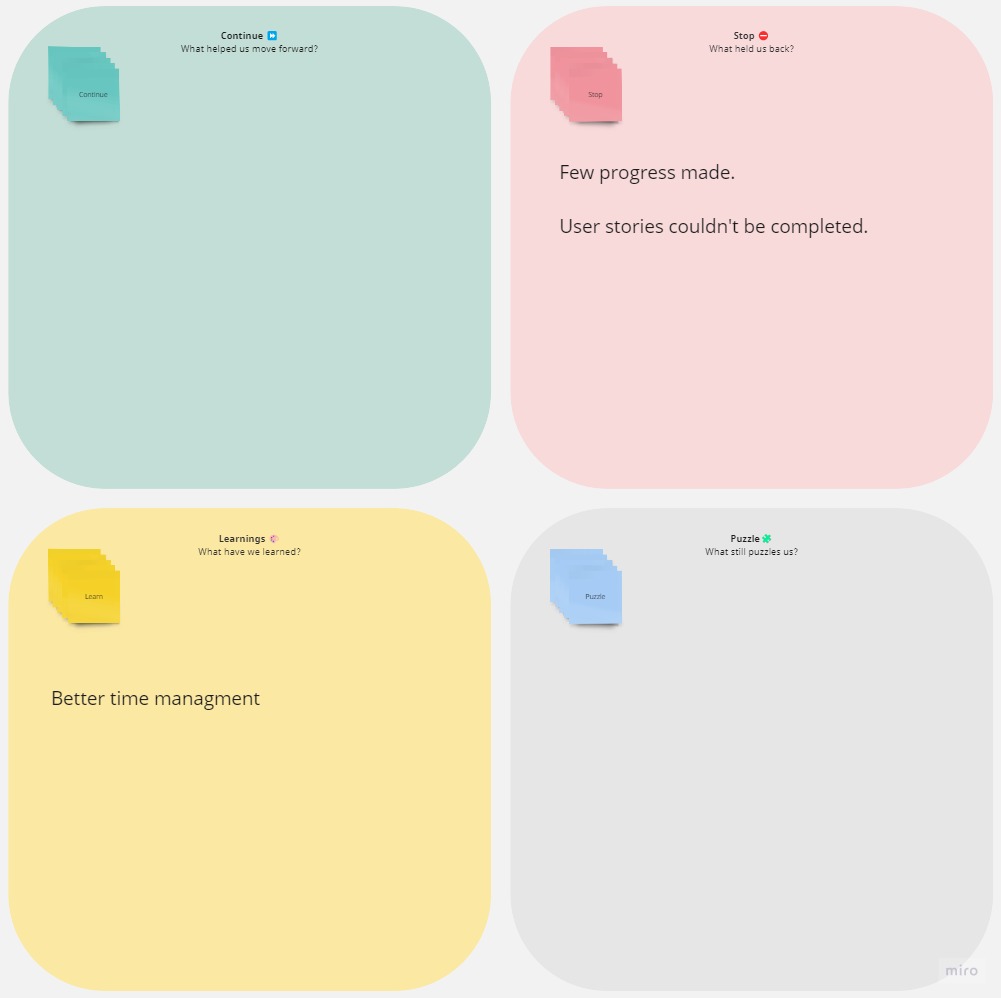 Continue
What helped us move forward?
Continue
Stop
What held us back?
Stop
Few progress made.
User stories couldn't be completed.
Learnings
What have we learned?
Learn
Better time managment
Puzzle
What still puzzles us?
Puzzle
miro